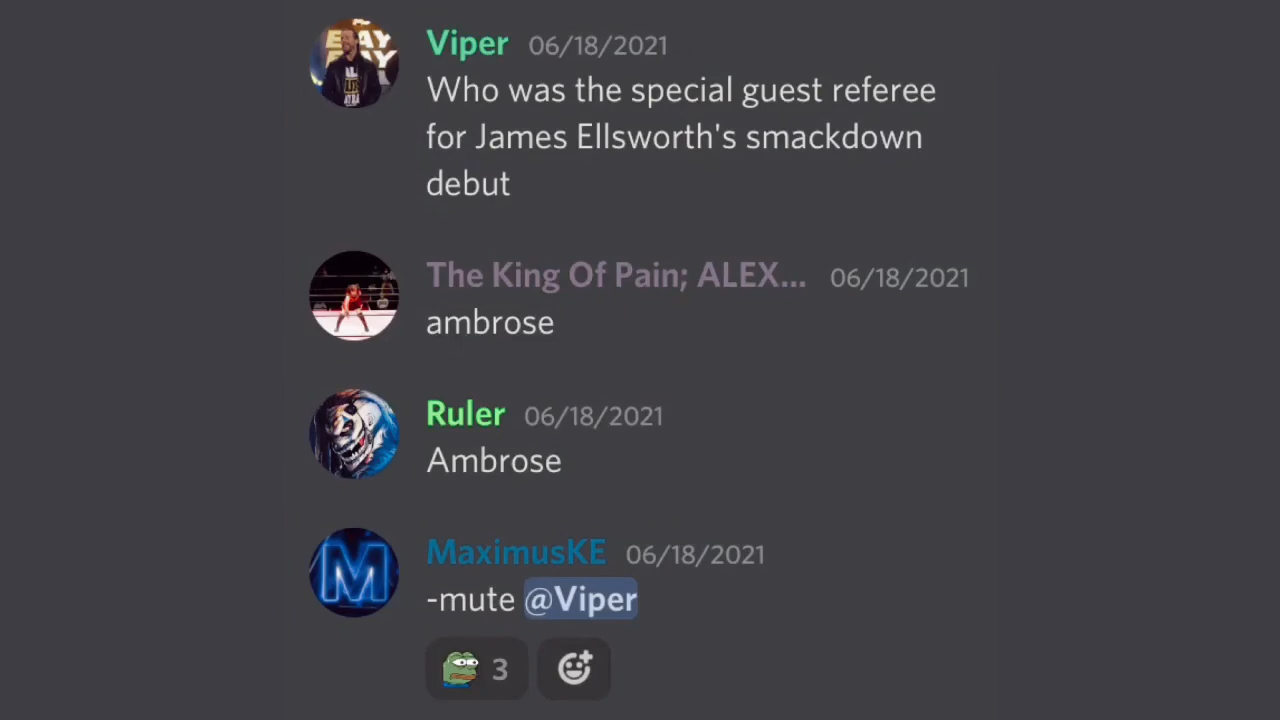 Viper 06/18/2021
Who was the special guest referee
for James Ellsworth's smackdown
debut
The King Of Pain; ALEX... 06/18/2021
ambrose
Ruler 06/18/2021
Ambrose
M
MaximusKE 06/18/2021
-mute @Viper
3